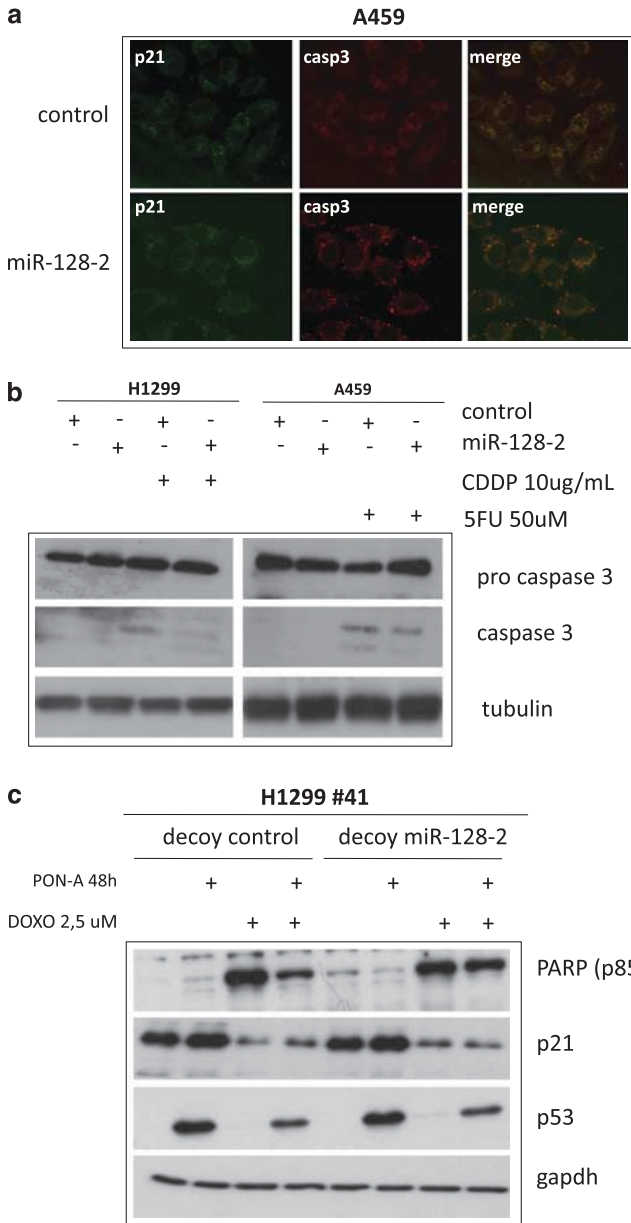 a
A459
p21 casp3 merge
control
p21 casp3 merge
miR-128-2
b
H1299 A459
+ - + - + - + - control
- + - + - + - + miR-128-2
+ + CDDP 10ug/mL
+ + 5FU 50uM
pro caspase 3
caspase 3
tubulin
c
H1299 #41
decoy control decoy miR-128-2
PON-A 48h + + + +
DOXO 2,5 uM + + + +
PARP (p85
p21
p53
gapdh